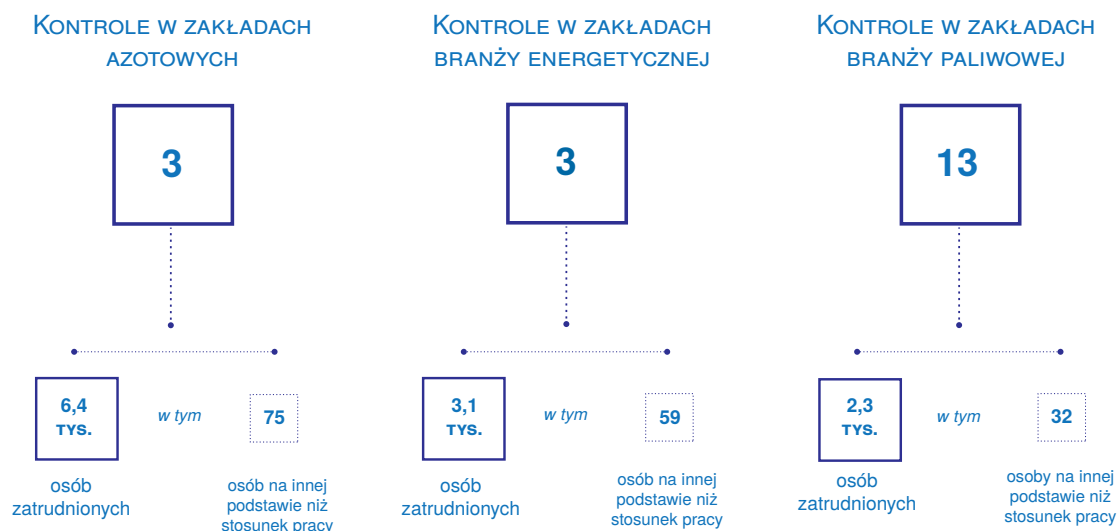 KONTROLE W ZAKŁADACH
AZOTOWYCH
3
6,4
TYS.
w tym
75
osób
zatrudnionych
osób na innej
podstawie niż
stosunek pracy
KONTROLE W ZAKŁADACH
BRANŻY ENERGETYCZNEJ
3
3,1
TYS.
w tym
59
osób
zatrudnionych
osób na innej
podstawie niż
stosunek pracy
KONTROLE W ZAKŁADACH
BRANŻY PALIWOWEJ
13
2,3
TYS.
w tym
32
osób
zatrudnionych
osoby na innej
podstawie niż
stosunek pracy